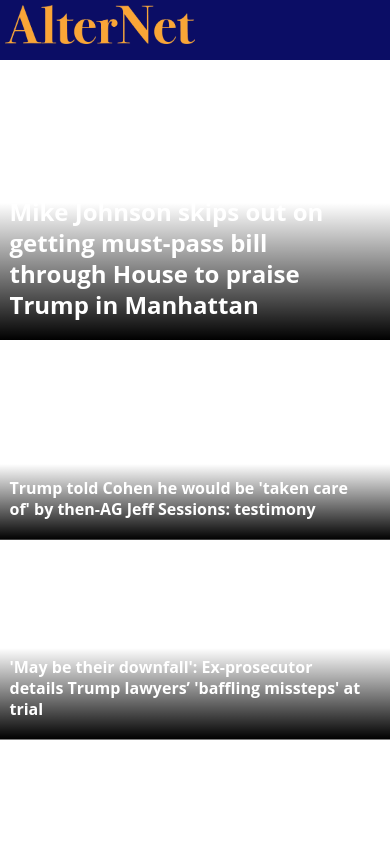 AlterNet
Mike Johnson skips out on
getting must-pass bill
through House to praise
Trump in Manhattan
Trump told Cohen he would be 'taken care
of' by then-AG Jeff Sessions: testimony
'May be their downfall': Ex-prosecutor
details Trump lawyers’ 'baffling missteps' at
trial